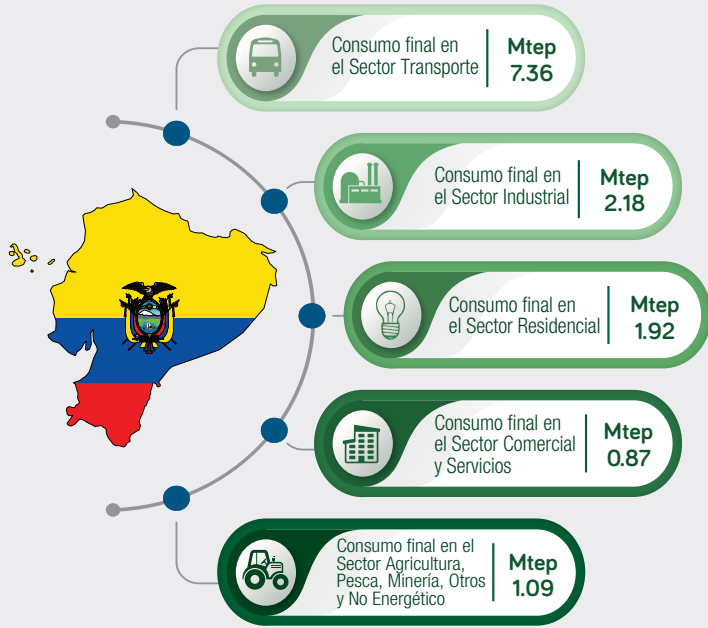 Consumo final en
el Sector Transporte
Mtep
7.36
Consumo final en
el Sector Industrial
Mtep
2.18
Consumo final en
el Sector Residencial
Mtep
1.92
Consumo final en
el Sector Comercial
y Servicios
Mtep
0.87
Consumo final en el
Sector Agricultura,
Pesca, Minería, Otros
y No Energético
Mtep
1.09